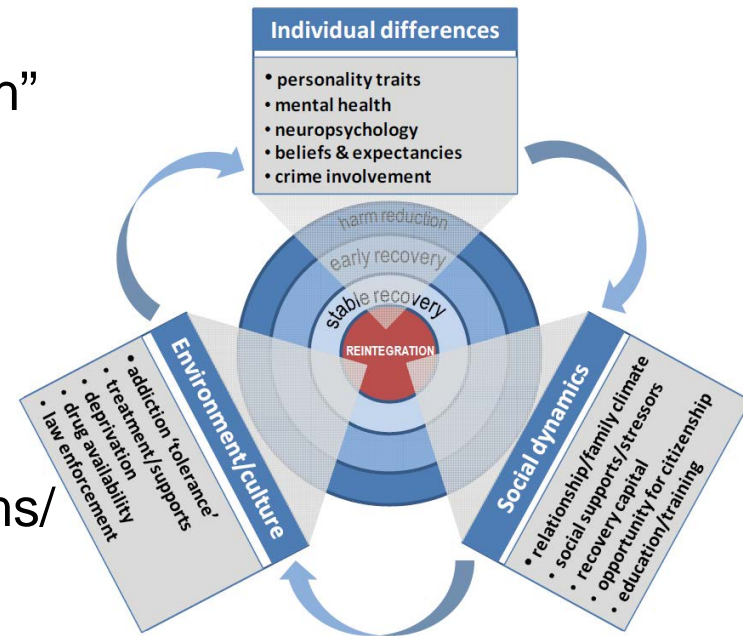 n”
ns/
Individual differences
• personality traits
• mental health
• neuropsychology
• beliefs & expectancies
• crime involvement
harm reduction
early recovery
stable recovery
REINTEGRATION
Social dynamics
• relationship/familly climate
• social supports/stressors
• recovery capital
• opportunity for citizenship
• education/training
Environment/culture
• addiction ‘tolerance’
• treatment/supports
• deprivation
• drug availability
• law enforcement